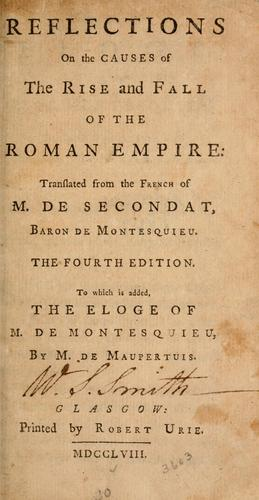 REFLECTIONS
On the CAUSES of
The RISE and FALL
OF THE
ROMAN EMPIRE:
Translated from the FRENCH of
M. DE SECONDAT,
BARON DE MONTESQUIEU.
THE FOURTH EDITION.
To which is added,
THE ELOGE OF
M. DE MONTESQUIEU,
BY M. DE MAUPERTUIS.
W. S. Smith
GLASGOW:
Printed by ROBERT URIE.
MDCCLVIII.
3663